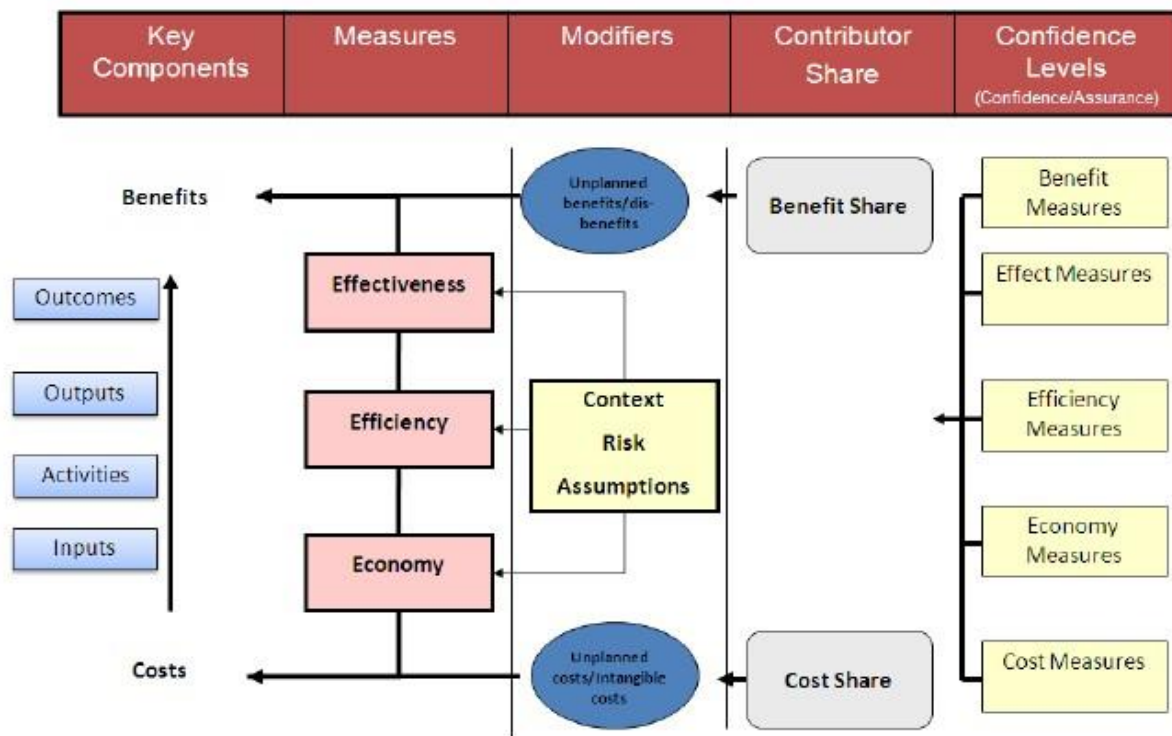 Key
Components
Measures
Modifiers
Contributor
Share
Confidence
Levels
(Confidence/Assurance)
Benefits
Outcomes
Outputs
Activities
Inputs
Costs
Effectiveness
Efficiency
Economy
Unplanned
benefits/dis-
benefits
Context
Risk
Assumptions
Unplanned
costs/Intangible
costs
Benefit Share
Cost Share
Benefit
Measures
Effect Measures
Efficiency
Measures
Economy
Measures
Cost Measures